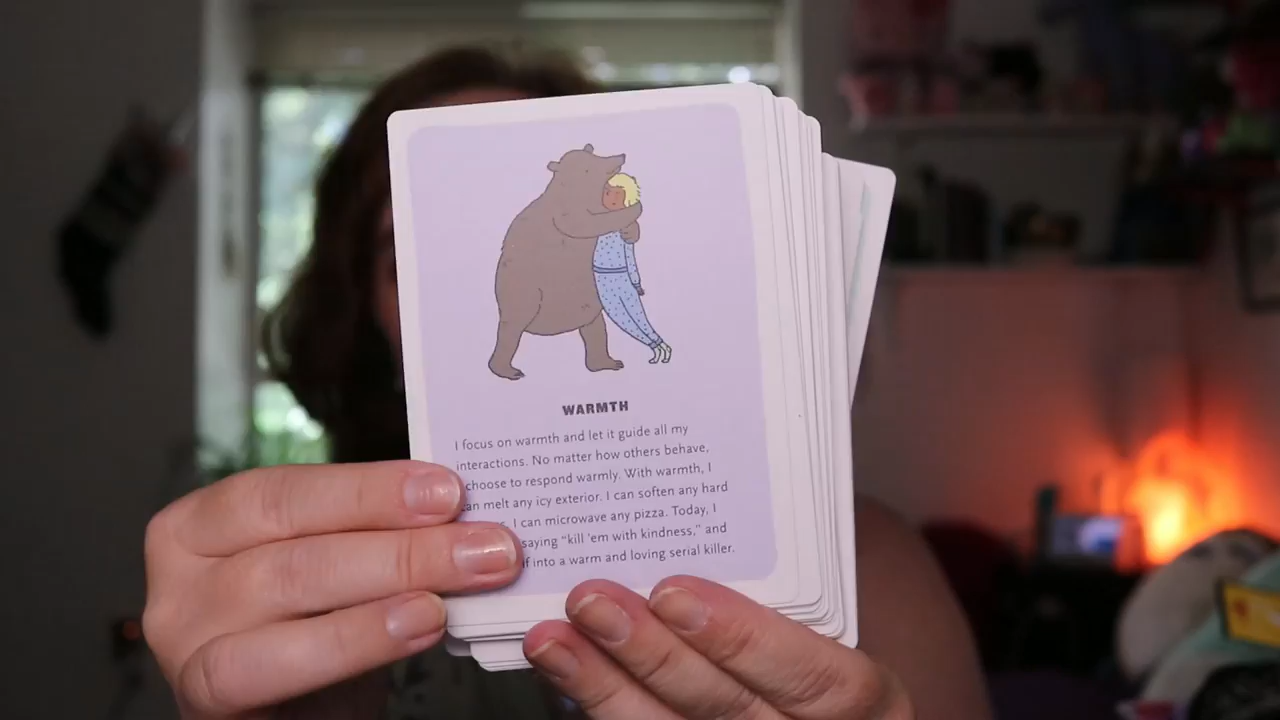 WARMTH
I focus on warmth and let it guide all my
interactions. No matter how others behave,
choose to respond warmly. With warmth, I
can melt any icy exterior. I can soften any hard
I can microwave any pizza. Today, I
saying “kill ’em with kindness,” and
if into a warm and loving serial killer.